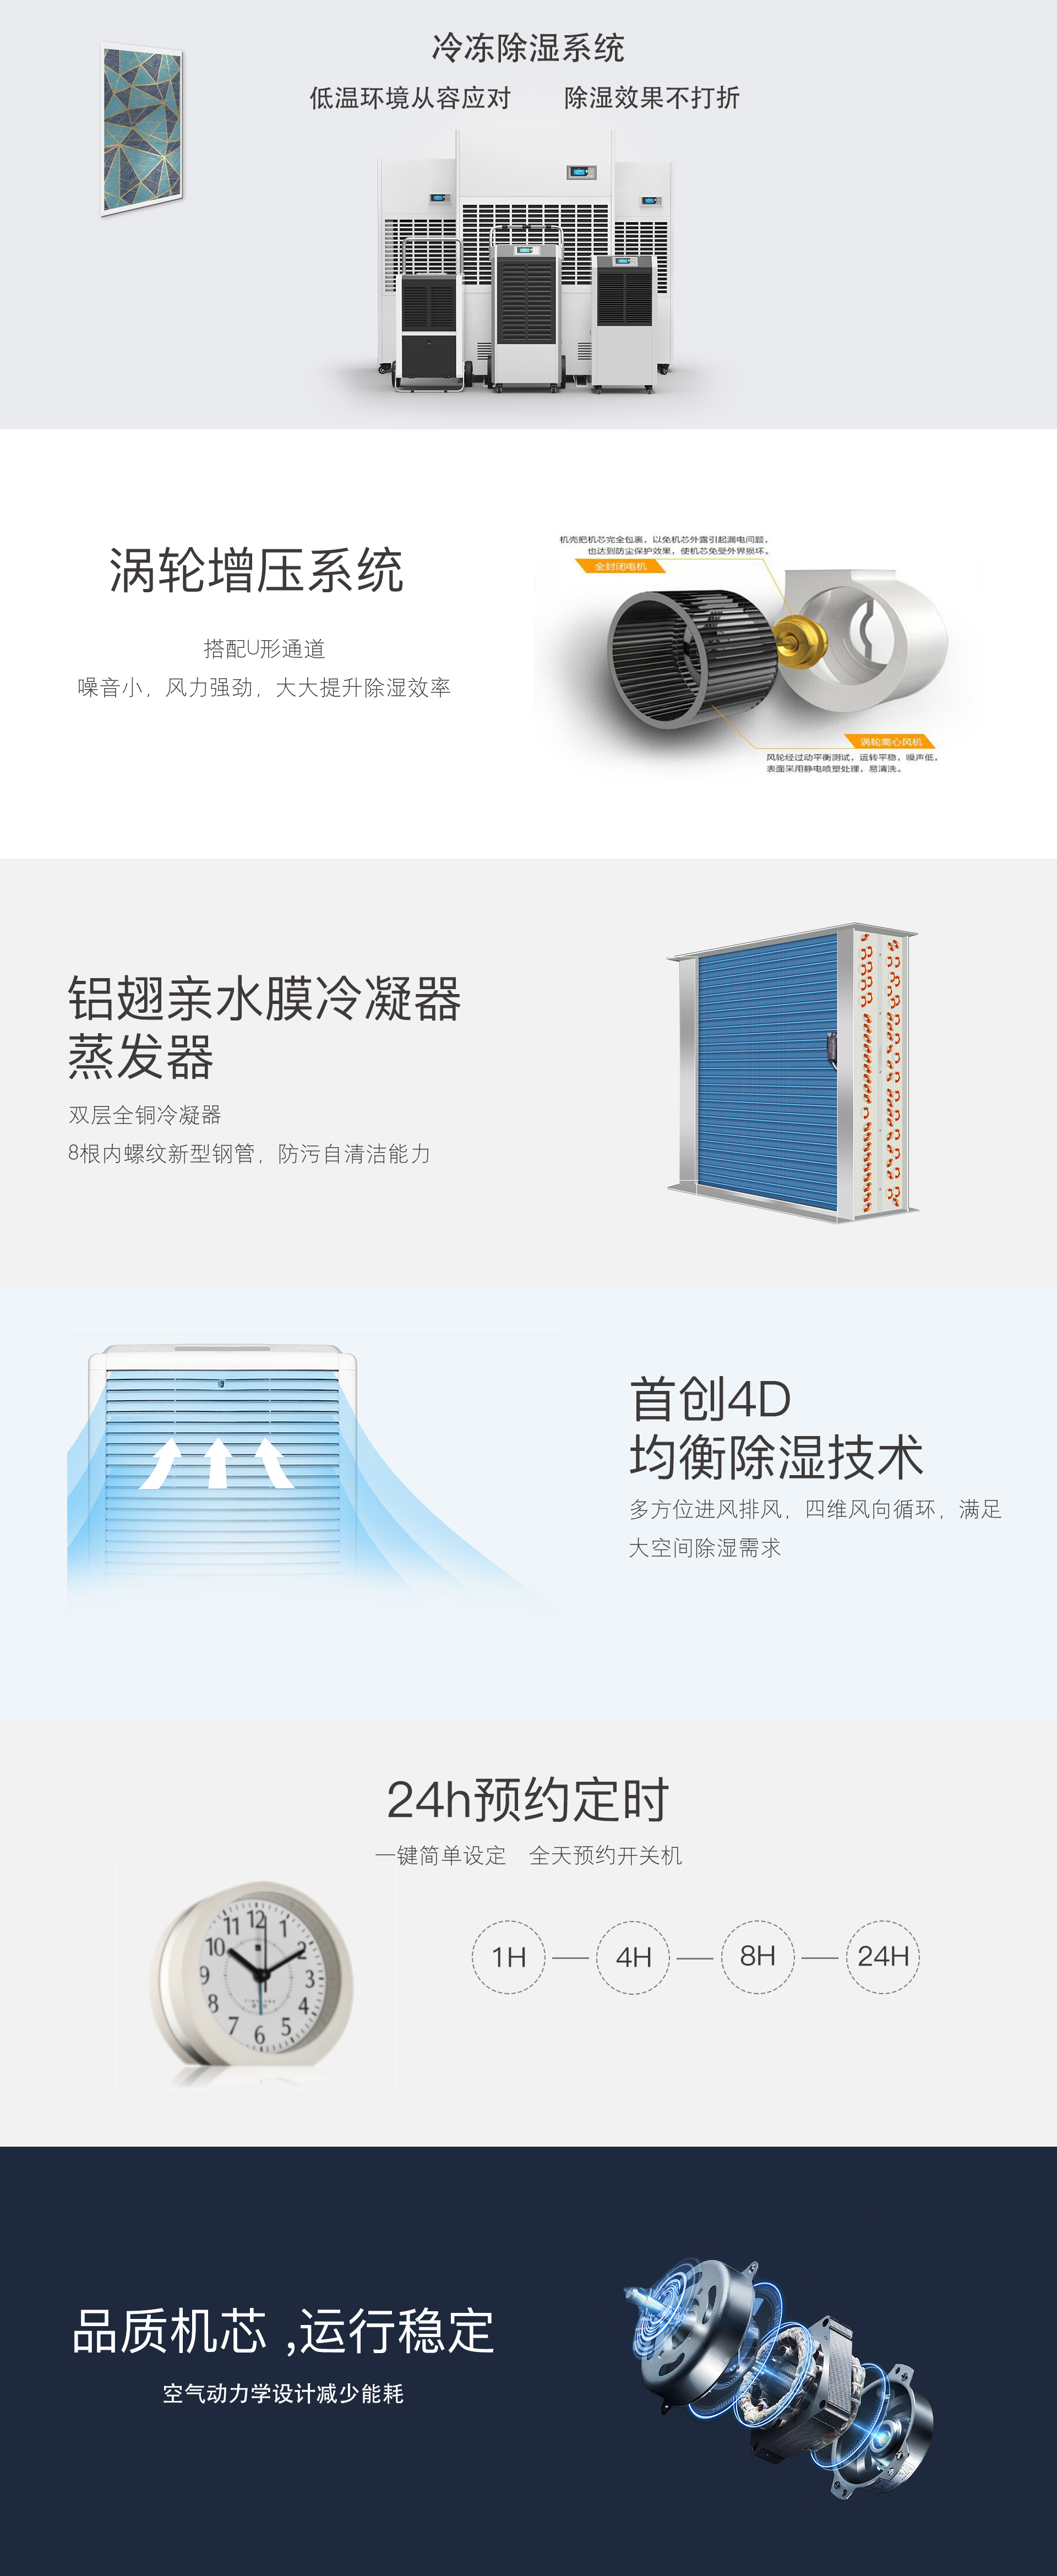 冷冻除湿系统
低温环境从容应对 除湿效果不打折
涡轮增压系统
搭配U形通道
噪音小，风力强劲，大大提升除湿效率
机壳把机芯完全包裹，以免机芯外露引起漏电问题，
也达到防尘保护效果，使机芯免受外界损坏。
全封闭电机
涡轮离心风机
风轮经过动平衡测试，运转平稳，噪声低，
表面采用静电喷塑处理，易清洗。
铝翅亲水膜冷凝器
蒸发器
双层全铜冷凝器
8根内螺纹新型钢管，防污自清洁能力
首创4D
均衡除湿技术
多方位进风排风，四维风向循环，满足
大空间除湿需求
24h预约定时
一键简单设定 全天预约开关机
11 12 1
10 2
9 3
8 4
7 6 5
1H 4H 8H 24H
品质机芯 ,运行稳定
空气动力学设计减少能耗